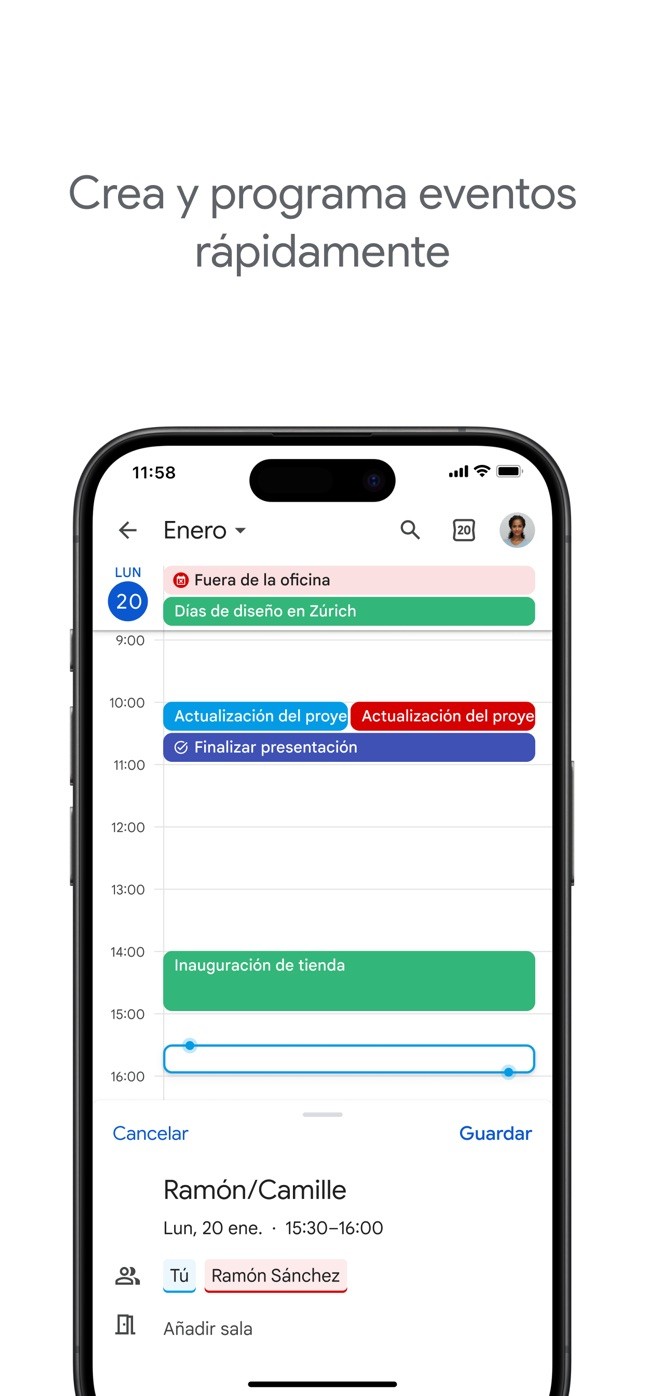 Crea y programa eventos
rápidamente
11:58
Enero
20
LUN
20
Fuera de la oficina
Días de diseño en Zúrich
9:00
10:00
Actualización del proye
Actualización del proye
Finalizar presentación
11:00
12:00
13:00
14:00
Inauguración de tienda
15:00
16:00
Cancelar
Guardar
Ramón/Camille
Lun, 20 ene. · 15:30–16:00
Tú
Ramón Sánchez
Añadir sala